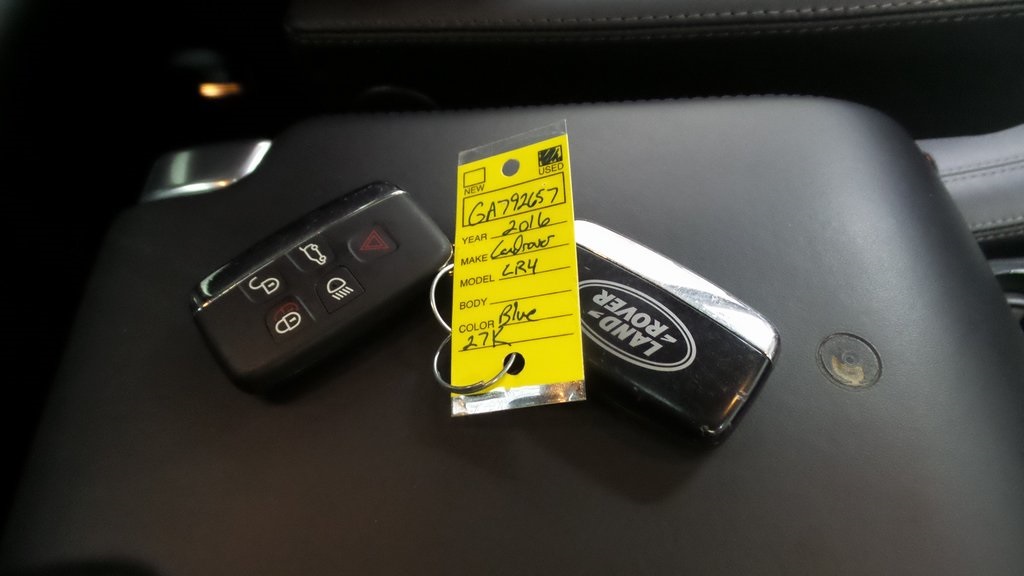 NEW
USED
GA792657
YEAR 2016
MAKE Landrover
MODEL LR4
BODY
COLOR Blue
27K
LAND-
ROVER